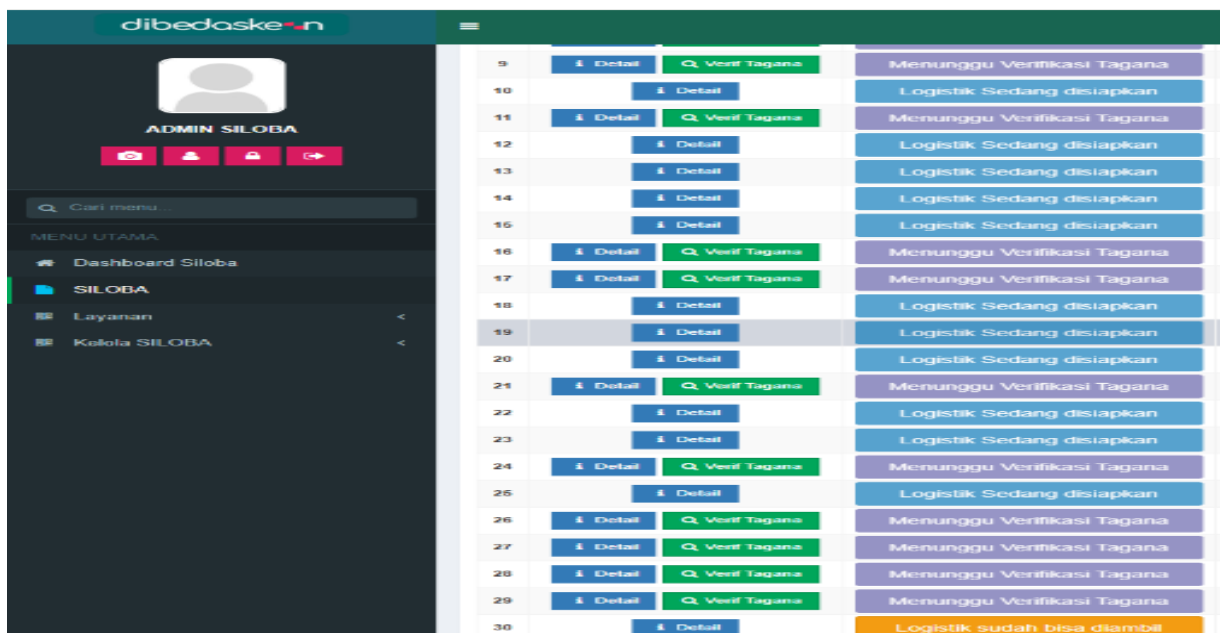 dibedaskeun
ADMIN SILOBA
Cari menu...
MENU UTAMA
Dashboard Siloba
SILOBA
Layanan <
Kelola SILOBA <
9 i Detail Verif Tagana Menunggu Verifikasi Tagana
10 i Detail Logistik Sedang disiapkan
11 i Detail Verif Tagana Menunggu Verifikasi Tagana
12 i Detail Logistik Sedang disiapkan
13 i Detail Logistik Sedang disiapkan
14 i Detail Logistik Sedang disiapkan
15 i Detail Logistik Sedang disiapkan
16 i Detail Verif Tagana Menunggu Verifikasi Tagana
17 i Detail Verif Tagana Menunggu Verifikasi Tagana
18 i Detail Logistik Sedang disiapkan
19 i Detail Logistik Sedang disiapkan
20 i Detail Logistik Sedang disiapkan
21 i Detail Verif Tagana Menunggu Verifikasi Tagana
22 i Detail Logistik Sedang disiapkan
23 i Detail Logistik Sedang disiapkan
24 i Detail Verif Tagana Menunggu Verifikasi Tagana
25 i Detail Logistik Sedang disiapkan
26 i Detail Verif Tagana Menunggu Verifikasi Tagana
27 i Detail Verif Tagana Menunggu Verifikasi Tagana
28 i Detail Verif Tagana Menunggu Verifikasi Tagana
29 i Detail Verif Tagana Menunggu Verifikasi Tagana
30 i Detail Logistik sudah bisa diambil